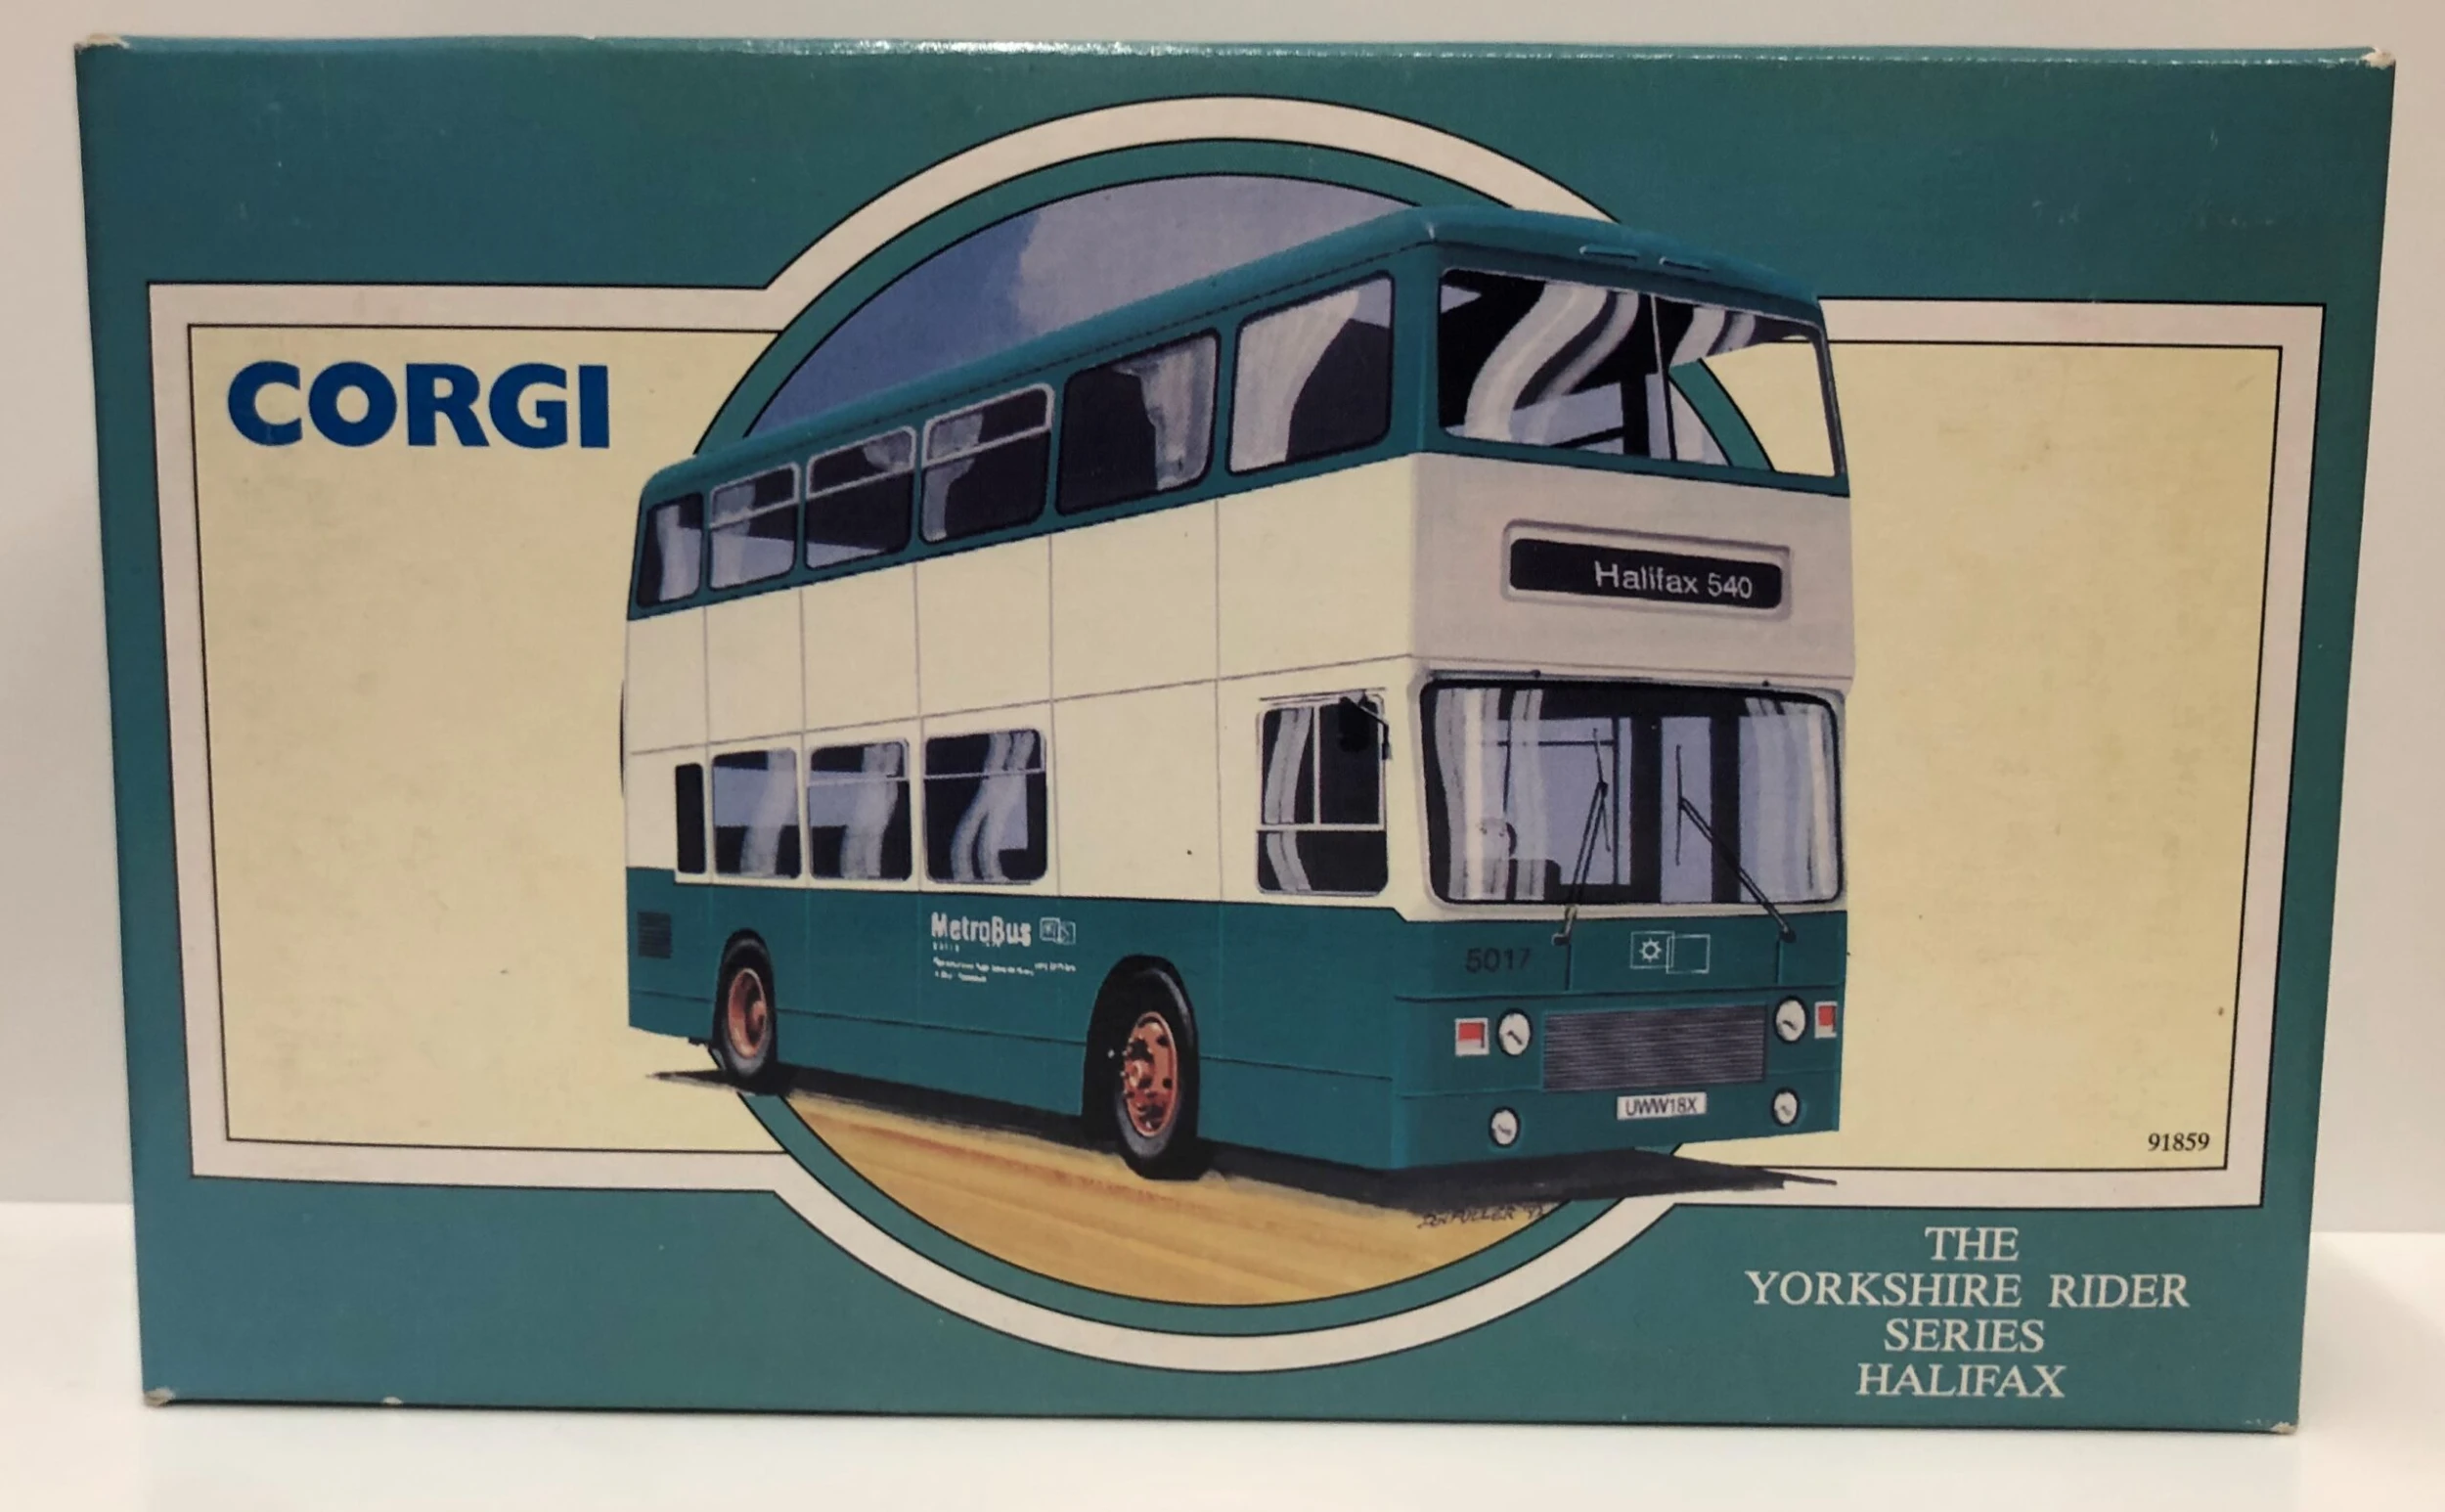 CORGI
Halifax 540
MetroBus
5017
UWW18X
91859
THE
YORKSHIRE RIDER
SERIES
HALIFAX